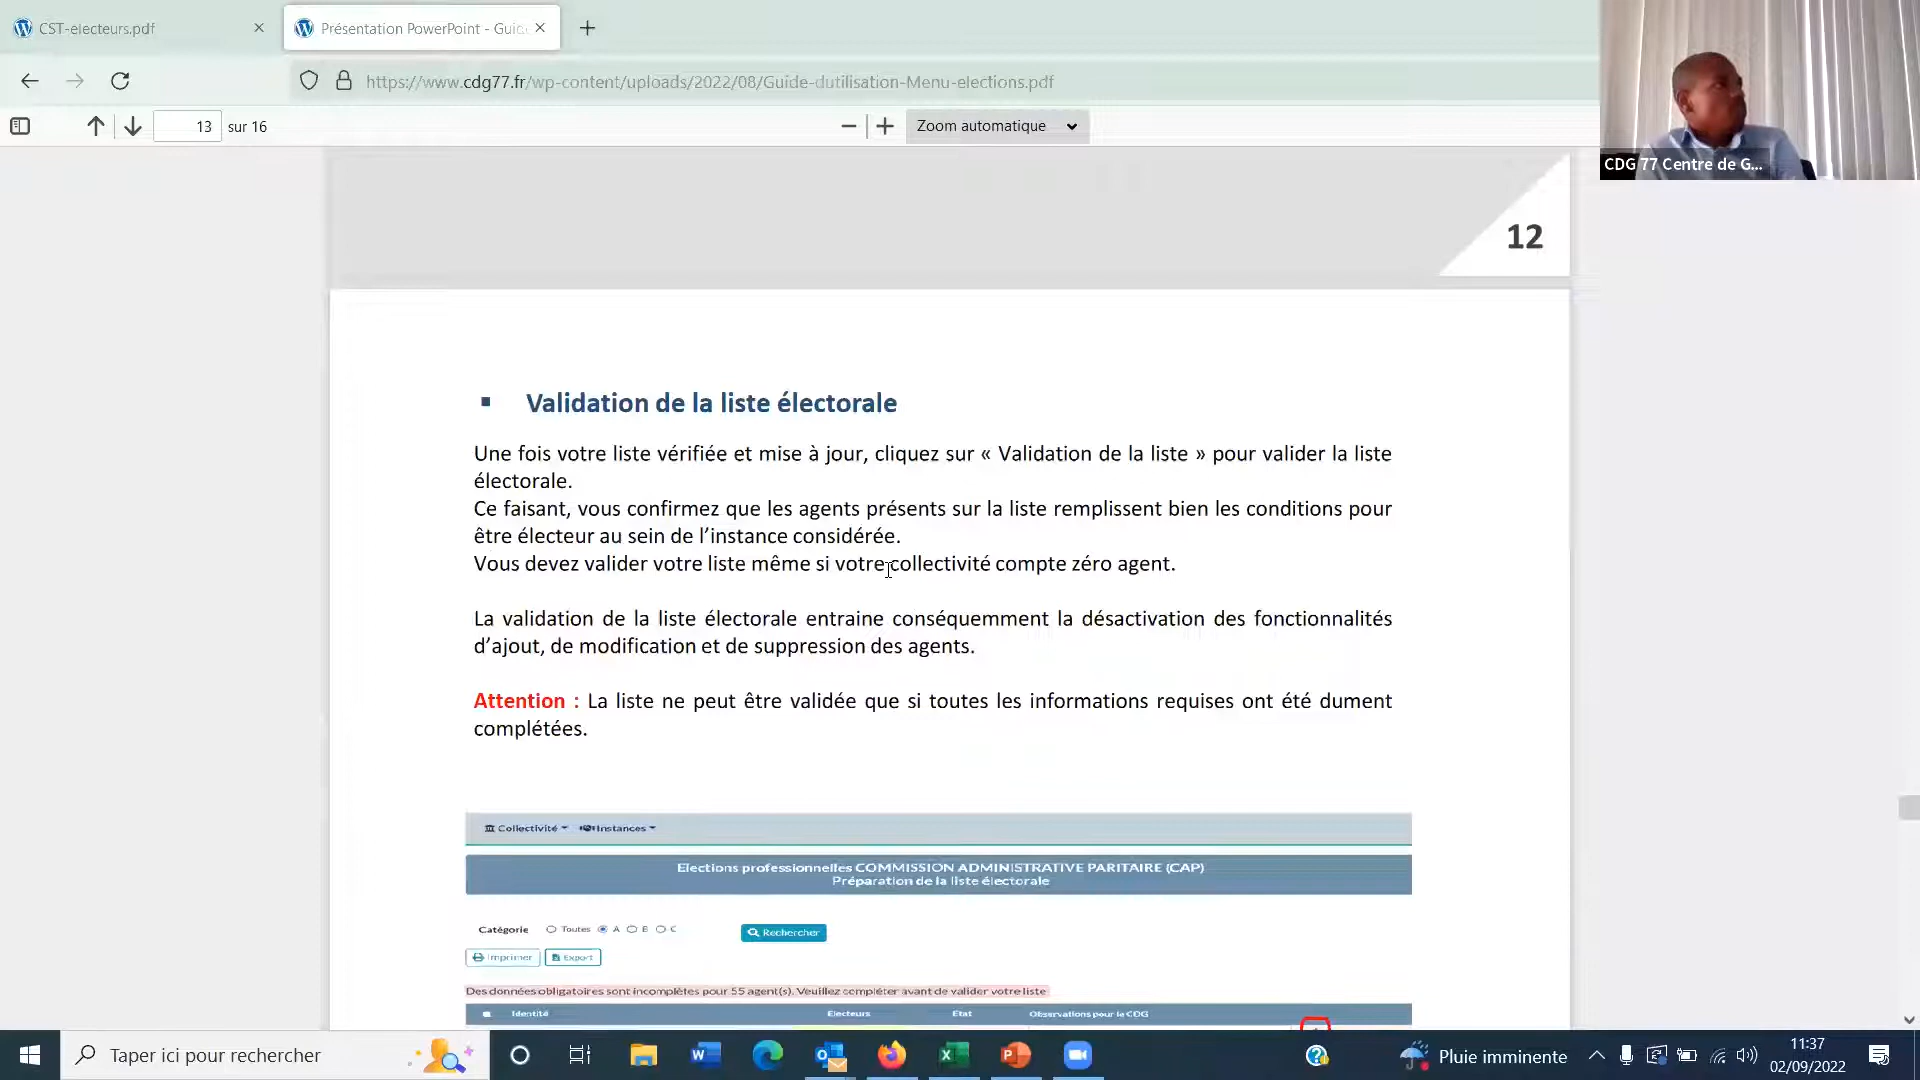 CST-electeurs.pdf
Présentation PowerPoint - Guid
https://www.cdg77.fr/wp-content/uploads/2022/08/Guide-dutilisation-Menu-elections.pdf
13 sur 16
Zoom automatique
CDG 77 Centre de G...
12
Validation de la liste électorale
Une fois votre liste vérifiée et mise à jour, cliquez sur « Validation de la liste » pour valider la liste
électorale.
Ce faisant, vous confirmez que les agents présents sur la liste remplissent bien les conditions pour
être électeur au sein de l’instance considérée.
Vous devez valider votre liste même si votre collectivité compte zéro agent.
La validation de la liste électorale entraine conséquemment la désactivation des fonctionnalités
d’ajout, de modification et de suppression des agents.
Attention : La liste ne peut être validée que si toutes les informations requises ont été dument
complétées.
Collectivité Instances
Elections professionnelles COMMISSION ADMINISTRATIVE PARITAIRE (CAP)
Préparation de la liste électorale
Catégorie Toutes A B C Rechercher
Imprimer Export
Des données obligatoires sont incomplètes pour 55 agent(s). Veuillez compléter avant de valider votre liste
Identité Electeurs Etat Observations pour le CDG
Taper ici pour rechercher
Pluie imminente
11:37
02/09/2022